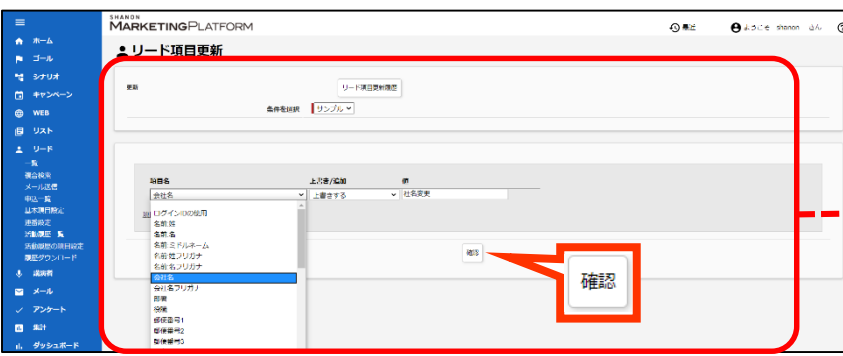 SHANON
MARKETINGPLATFORM
最近
ようこそ shanon さん
ホーム
ゴール
シナリオ
キャンペーン
WEB
リスト
リード
一覧
複合検索
メール送信
申込一覧
基本項目設定
連番設定
活動履歴一覧
活動履歴の項目設定
履歴ダウンロード
講演者
メール
アンケート
集計
ダッシュボード
リード項目更新
更新
リード項目更新履歴
条件を選択
サンプル
項目名
上書き/追加
値
会社名
上書きする
社名変更
ログインIDの使用
名前 姓
名前 名
名前 ミドルネーム
名前 姓フリガナ
名前 名フリガナ
会社名
会社名フリガナ
部署
役職
郵便番号1
郵便番号2
郵便番号3
確認
確認